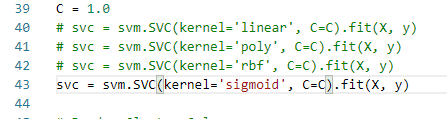 39 C = 1.0
40 # svc = svm.SVC(kernel='linear', C=C).fit(X, y)
41 # svc = svm.SVC(kernel='poly', C=C).fit(X, y)
42 # svc = svm.SVC(kernel='rbf', C=C).fit(X, y)
43 svc = svm.SVC(kernel='sigmoid', C=C).fit(X, y)
44